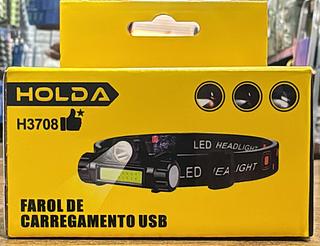 HOLDA
H3708
LED HEADLIGHT
LED HEADLIGHT
FAROL DE
CARREGAMENTO USB